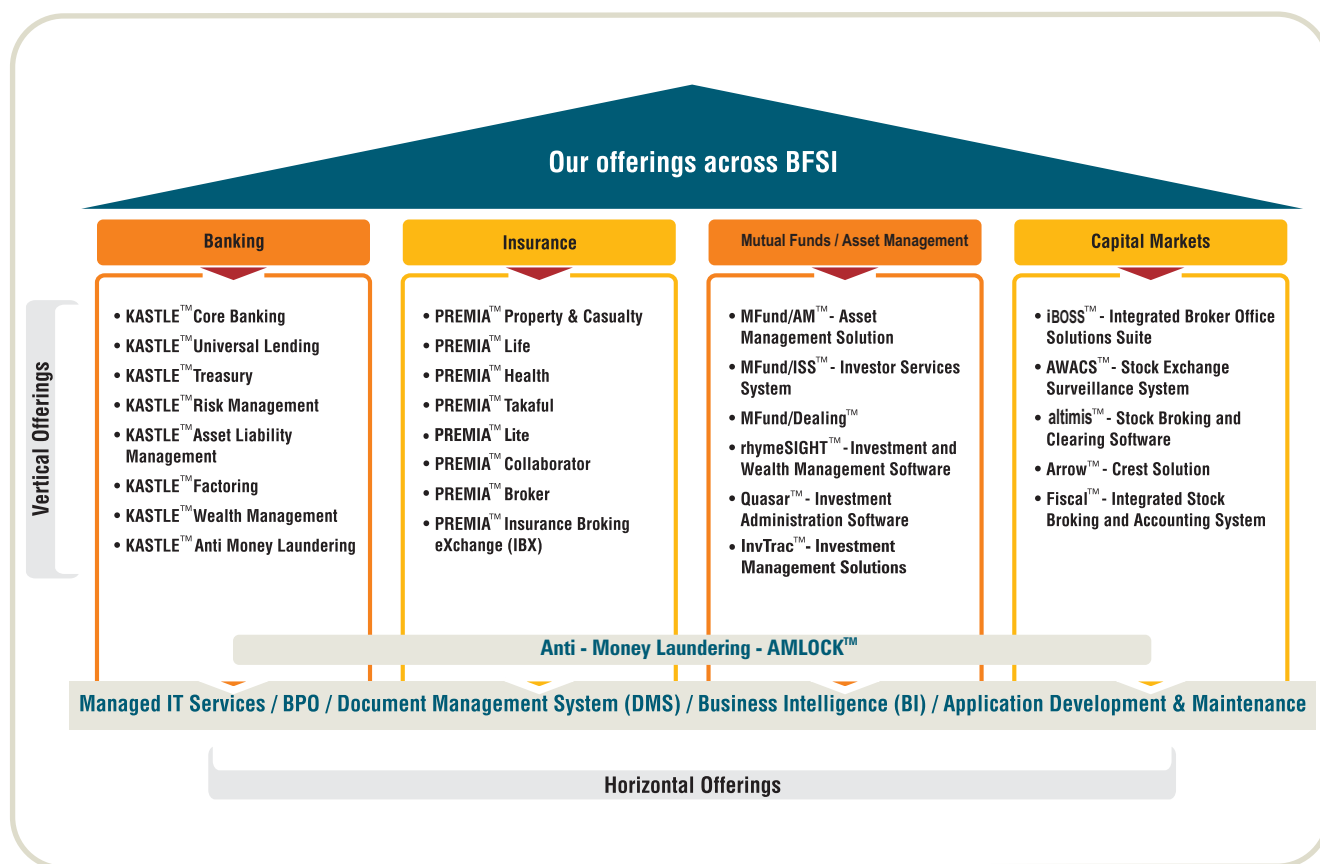 Our offerings across BFSI
Banking
Insurance
Mutual Funds / Asset Management
Capital Markets
Vertical Offerings
• KASTLE™ Core Banking
• KASTLE™ Universal Lending
• KASTLE™ Treasury
• KASTLE™ Risk Management
• KASTLE™ Asset Liability
Management
• KASTLE™ Factoring
• KASTLE™ Wealth Management
• KASTLE™ Anti Money Laundering
• PREMIA™ Property & Casualty
• PREMIA™ Life
• PREMIA™ Health
• PREMIA™ Takaful
• PREMIA™ Lite
• PREMIA™ Collaborator
• PREMIA™ Broker
• PREMIA™ Insurance Broking
eXchange (IBX)
• MFund/AM™ - Asset
Management Solution
• MFund/ISS™ - Investor Services
System
• MFund/Dealing™
• rhymeSIGHT™ - Investment and
Wealth Management Software
• Quasar™ - Investment
Administration Software
• InvTrac™ - Investment
Management Solutions
• iBOSS™ - Integrated Broker Office
Solutions Suite
• AWACS™ - Stock Exchange
Surveillance System
• altimis™ - Stock Broking and
Clearing Software
• Arrow™ - Crest Solution
• Fiscal™ - Integrated Stock
Broking and Accounting System
Anti - Money Laundering - AMLOCK™
Managed IT Services / BPO / Document Management System (DMS) / Business Intelligence (BI) / Application Development & Maintenance
Horizontal Offerings